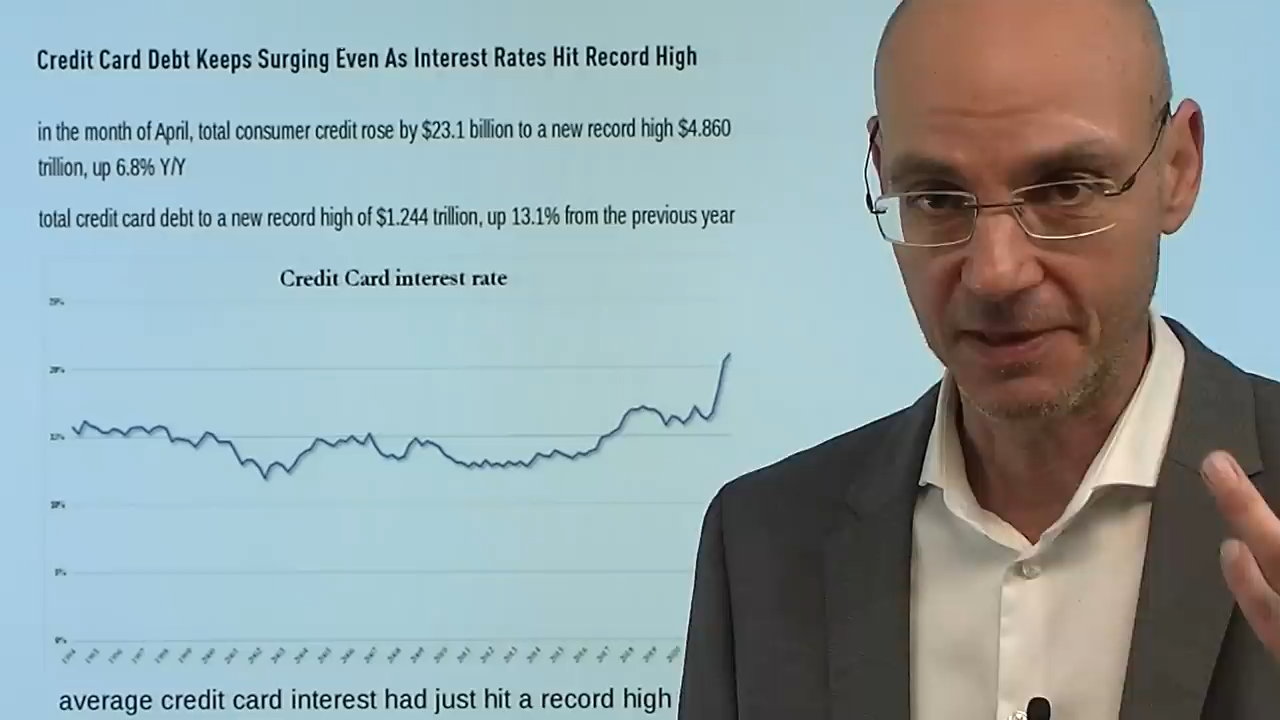 Credit Card Debt Keeps Surging Even As Interest Rates Hit Record High
in the month of April, total consumer credit rose by $23.1 billion to a new record high $4.860
trillion, up 6.8% Y/Y
total credit card debt to a new record high of $1.244 trillion, up 13.1% from the previous year
Credit Card interest rate
average credit card interest had just hit a record high